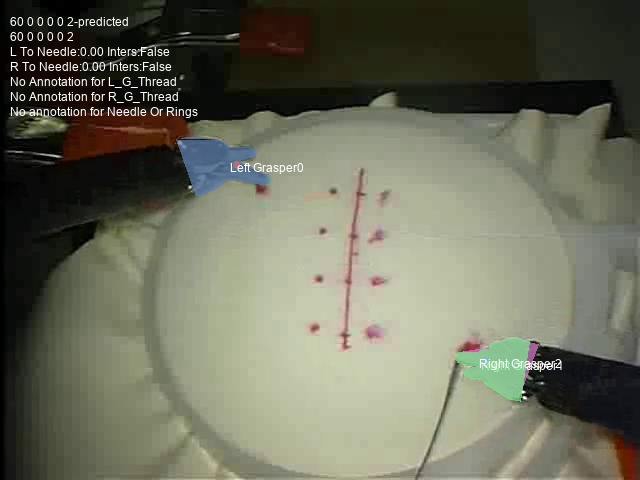 60 0 0 0 0 2-predicted
60 0 0 0 0 2
L To Needle:0.00 Inters:False
R To Needle:0.00 Inters:False
No Annotation for L_G_Thread
No Annotation for R_G_Thread
No annotation for Needle Or Rings
Left Grasper0
Right Grasper2